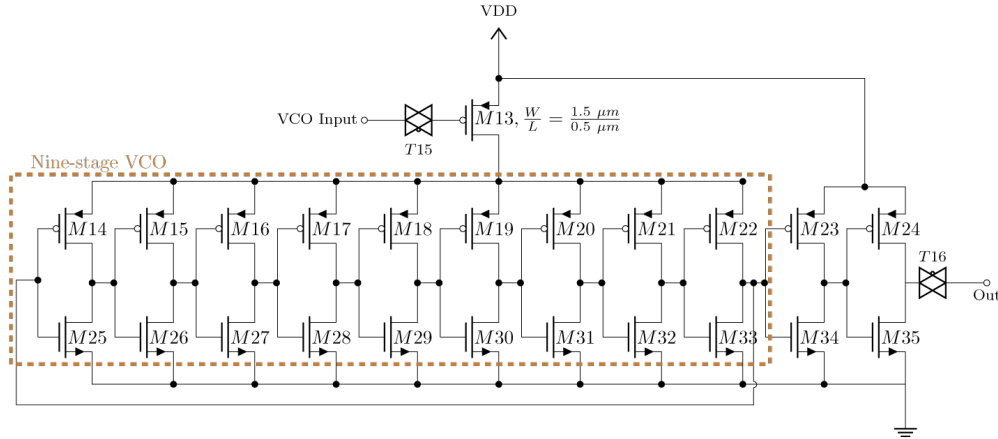 VDD
VCO Input
M13, W/L = 1.5 μm/0.5 μm
T15
Nine-stage VCO
M14 M15 M16 M17 M18 M19 M20 M21 M22 M23 M24
T16
Out
M25 M26 M27 M28 M29 M30 M31 M32 M33 M34 M35